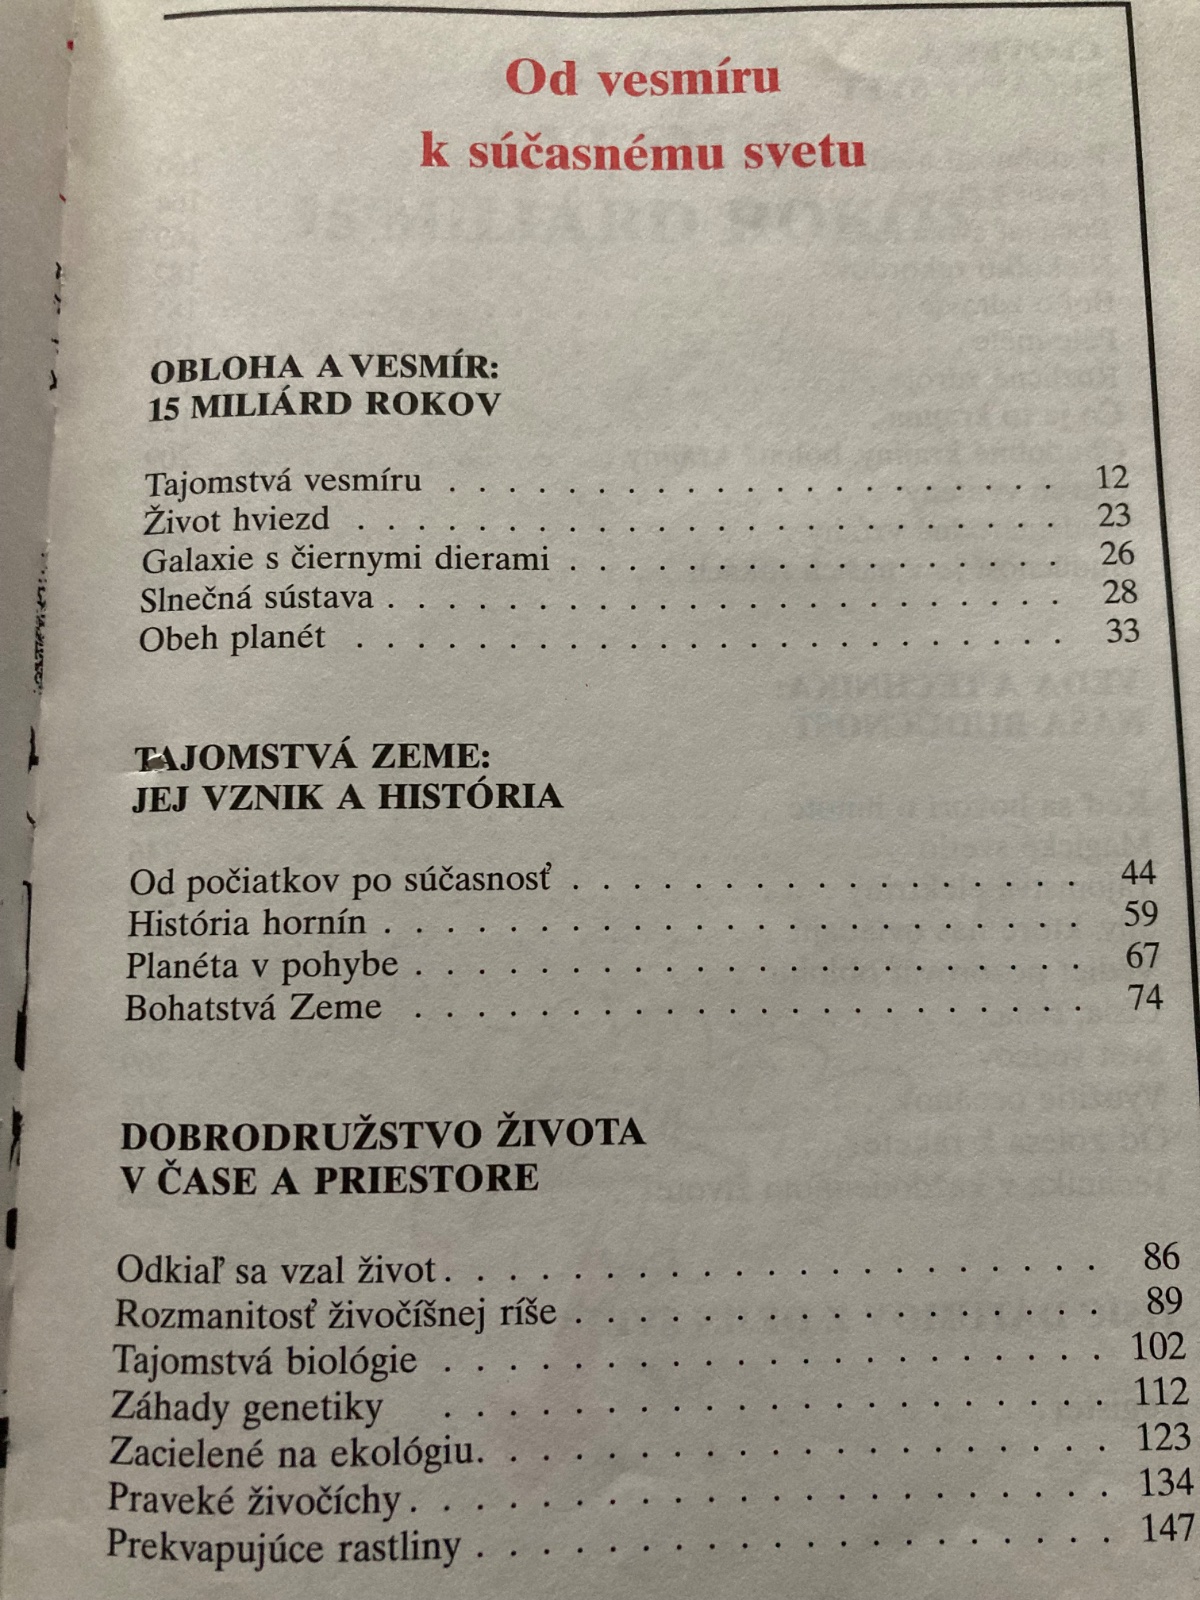 Od vesmíru
k súčasnému svetu
OBLOHA A VESMÍR:
15 MILIÁRD ROKOV
Tajomstvá vesmíru . . . . . . . . . . . . . . . . . . . . . 12
Život hviezd . . . . . . . . . . . . . . . . . . . . . . . . 23
Galaxie s čiernymi dierami . . . . . . . . . . . . . . . . . 26
Slnečná sústava . . . . . . . . . . . . . . . . . . . . . . . 28
Obeh planét . . . . . . . . . . . . . . . . . . . . . . . . 33
TAJOMSTVÁ ZEME:
JEJ VZNIK A HISTÓRIA
Od počiatkov po súčasnosť . . . . . . . . . . . . . . . . 44
História hornín . . . . . . . . . . . . . . . . . . . . . . 59
Planéta v pohybe . . . . . . . . . . . . . . . . . . . . . 67
Bohatstvá Zeme . . . . . . . . . . . . . . . . . . . . . 74
DOBRODRUŽSTVO ŽIVOTA
V ČASE A PRIESTORE
Odkiaľ sa vzal život . . . . . . . . . . . . . . . . . . . . 86
Rozmanitosť živočíšnej ríše . . . . . . . . . . . . . . . . 89
Tajomstvá biológie . . . . . . . . . . . . . . . . . . . . 102
Záhady genetiky . . . . . . . . . . . . . . . . . . . . 112
Zacielené na ekológiu. . . . . . . . . . . . . . . . . . . 123
Praveké živočíchy . . . . . . . . . . . . . . . . . . . . . 134
Prekvapujúce rastliny . . . . . . . . . . . . . . . . . . . 147